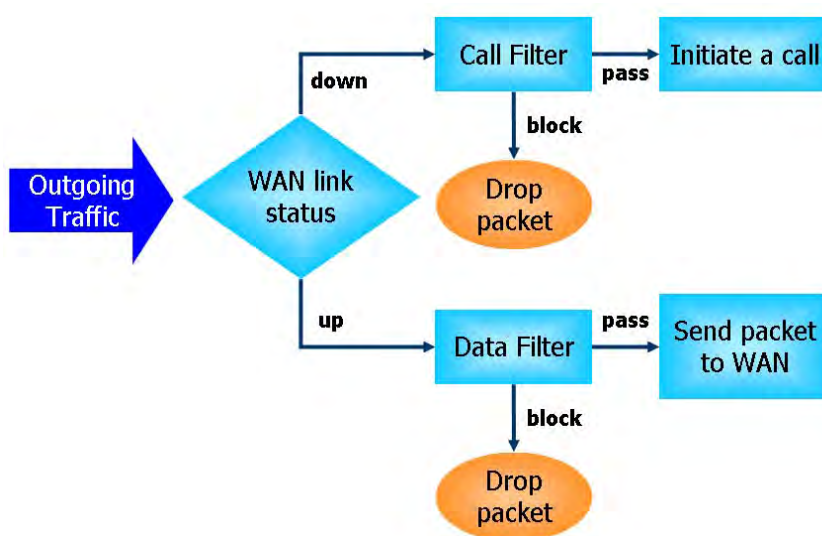 Outgoing
Traffic
WAN link
status
down
Call Filter
pass
Initiate a call
block
Drop
packet
up
Data Filter
pass
Send packet
to WAN
block
Drop
packet